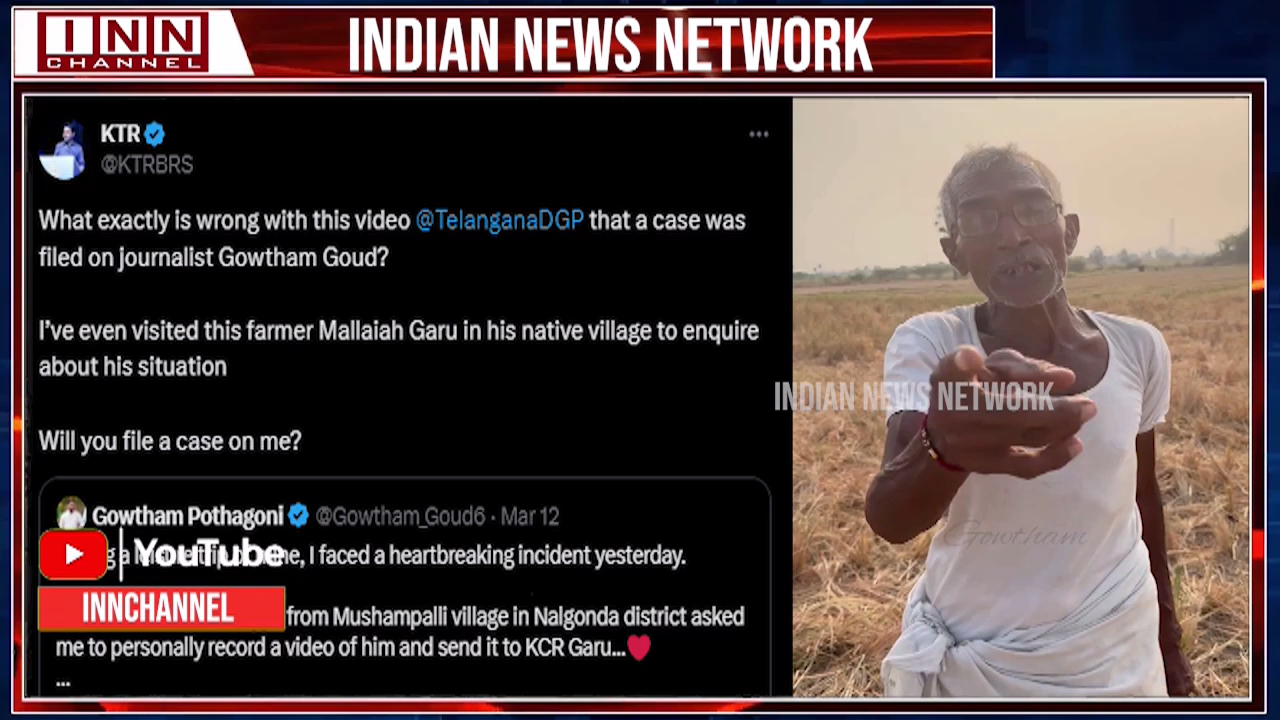 INN
CHANNEL
INDIAN NEWS NETWORK
KTR
@KTRBRS
What exactly is wrong with this video @TelanganaDGP that a case was
filed on journalist Gowtham Goud?
I've even visited this farmer Mallaiah Garu in his native village to enquire
about his situation
Will you file a case on me?
Gowtham Pothagoni @Gowtham_Goud6 · Mar 12
I faced a heartbreaking incident yesterday.
YouTube
INNCHANNEL
from Mushampalli village in Nalgonda district asked
me to personally record a video of him and send it to KCR Garu...
...
INDIAN NEWS NETWORK
Gowtham